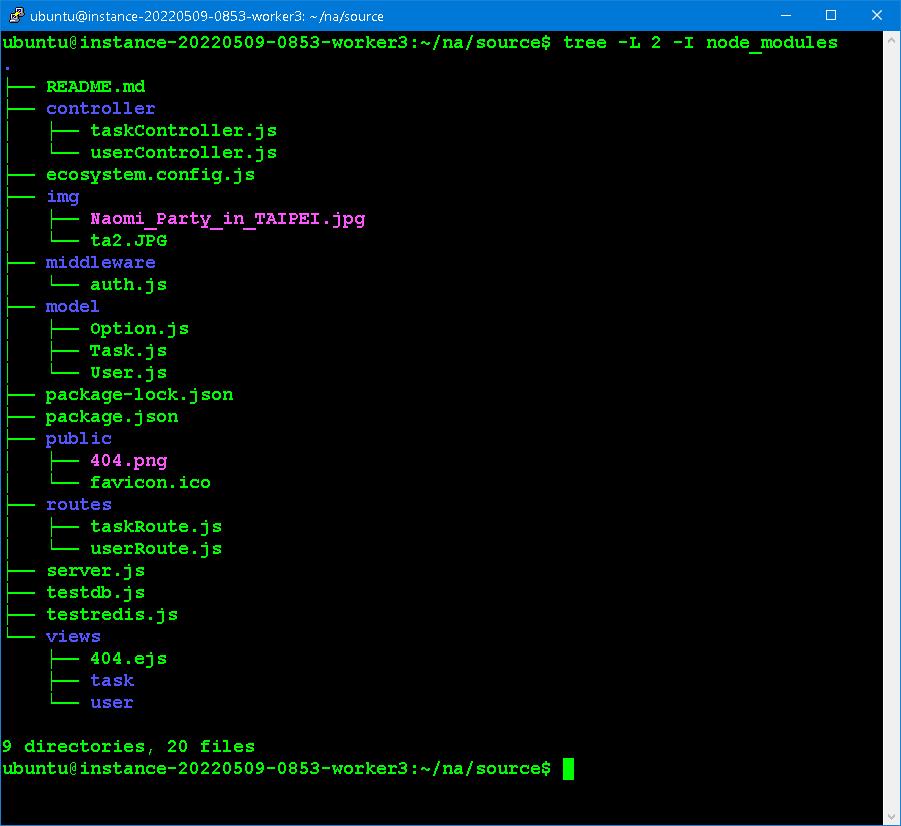 ubuntu@instance-20220509-0853-worker3: ~/na/source
ubuntu@instance-20220509-0853-worker3:~/na/source$ tree -L 2 -I node_modules
.
├── README.md
├── controller
│   ├── taskController.js
│   └── userController.js
├── ecosystem.config.js
├── img
│   ├── Naomi_Party_in_TAIPEI.jpg
│   └── ta2.JPG
├── middleware
│   └── auth.js
├── model
│   ├── Option.js
│   ├── Task.js
│   └── User.js
├── package-lock.json
├── package.json
├── public
│   ├── 404.png
│   └── favicon.ico
├── routes
│   ├── taskRoute.js
│   └── userRoute.js
├── server.js
├── testdb.js
├── testredis.js
└── views
    ├── 404.ejs
    ├── task
    └── user

9 directories, 20 files
ubuntu@instance-20220509-0853-worker3:~/na/source$